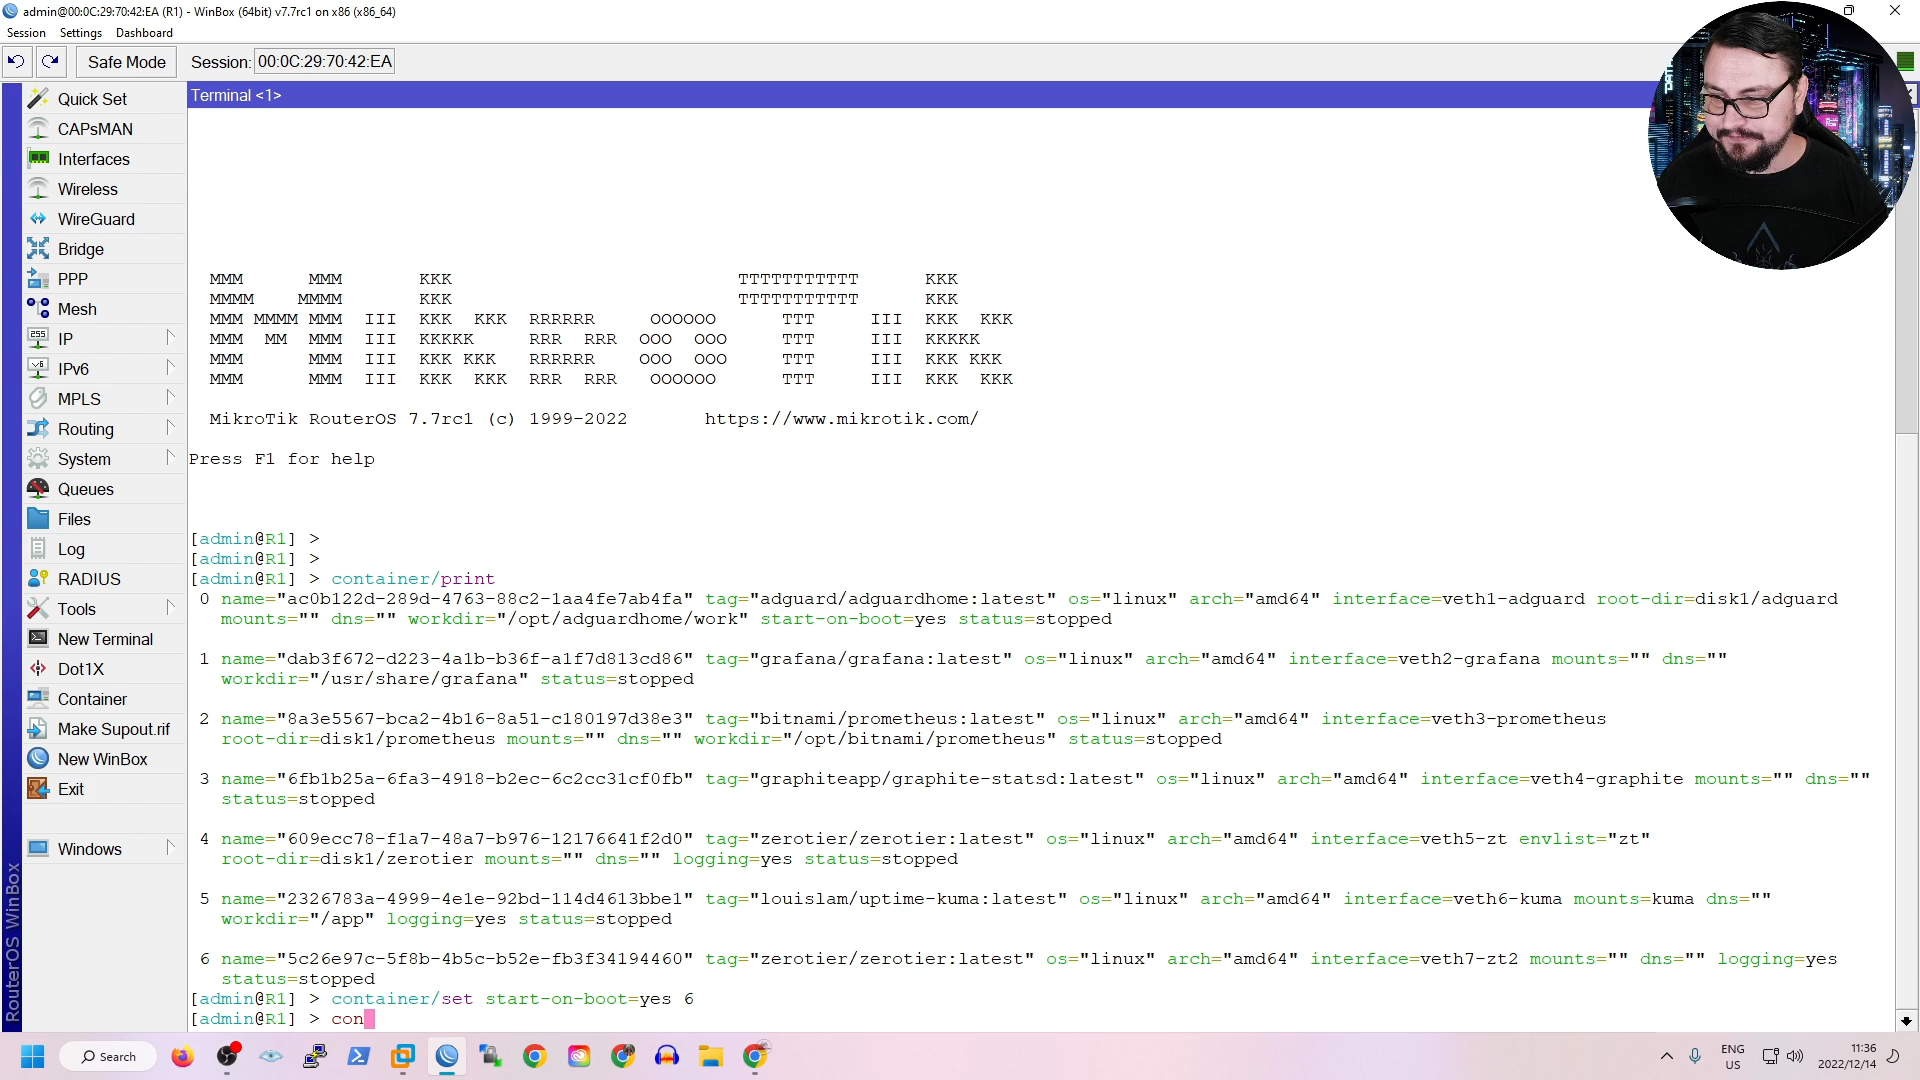 admin@00:0C:29:70:42:EA (R1) - WinBox (64bit) v7.7rc1 on x86 (x86_64)
Session Settings Dashboard
Safe Mode Session: 00:0C:29:70:42:EA
Terminal <1>
Quick Set
CAPsMAN
Interfaces
Wireless
WireGuard
Bridge
PPP
Mesh
IP
IPv6
MPLS
Routing
System
Queues
Files
Log
RADIUS
Tools
New Terminal
Dot1X
Container
Make Supout.rif
New WinBox
Exit
Windows
RouterOS WinBox
MMM      MMM       KKK                          TTTTTTTTTTT      KKK
MMMM    MMMM       KKK                          TTTTTTTTTTT      KKK
MMM MMMM MMM  III  KKK  KKK  RRRRRR     OOOOOO      TTT     III  KKK  KKK
MMM  MM  MMM  III  KKKKK     RRR  RRR  OOO  OOO     TTT     III  KKKKK
MMM      MMM  III  KKK KKK   RRRRRR    OOO  OOO     TTT     III  KKK KKK
MMM      MMM  III  KKK  KKK  RRR  RRR   OOOOOO      TTT     III  KKK  KKK
MikroTik RouterOS 7.7rc1 (c) 1999-2022       https://www.mikrotik.com/
Press F1 for help
[admin@R1] >
[admin@R1] >
[admin@R1] > container/print
0 name="ac0b122d-289d-4763-88c2-1aa4fe7ab4fa" tag="adguard/adguardhome:latest" os="linux" arch="amd64" interface=veth1-adguard root-dir=disk1/adguard
mounts="" dns="" workdir="/opt/adguardhome/work" start-on-boot=yes status=stopped
1 name="dab3f672-d223-4a1b-b36f-a1f7d813cd86" tag="grafana/grafana:latest" os="linux" arch="amd64" interface=veth2-grafana mounts="" dns=""
workdir="/usr/share/grafana" status=stopped
2 name="8a3e5567-bca2-4b16-8a51-c180197d38e3" tag="bitnami/prometheus:latest" os="linux" arch="amd64" interface=veth3-prometheus
root-dir=disk1/prometheus mounts="" dns="" workdir="/opt/bitnami/prometheus" status=stopped
3 name="6fb1b25a-6fa3-4918-b2ec-6c2cc31cf0fb" tag="graphiteapp/graphite-statsd:latest" os="linux" arch="amd64" interface=veth4-graphite mounts="" dns=""
status=stopped
4 name="609ecc78-f1a7-48a7-b976-12176641f2d0" tag="zerotier/zerotier:latest" os="linux" arch="amd64" interface=veth5-zt envlist="zt"
root-dir=disk1/zerotier mounts="" dns="" logging=yes status=stopped
5 name="2326783a-4999-4e1e-92bd-114d4613bbe1" tag="louislam/uptime-kuma:latest" os="linux" arch="amd64" interface=veth6-kuma mounts=kuma dns=""
workdir="/app" logging=yes status=stopped
6 name="5c26e97c-5f8b-4b5c-b52e-fb3f34194460" tag="zerotier/zerotier:latest" os="linux" arch="amd64" interface=veth7-zt2 mounts="" dns="" logging=yes
status=stopped
[admin@R1] > container/set start-on-boot=yes 6
[admin@R1] > con
Search
ENG
US
11:36
2022/12/14